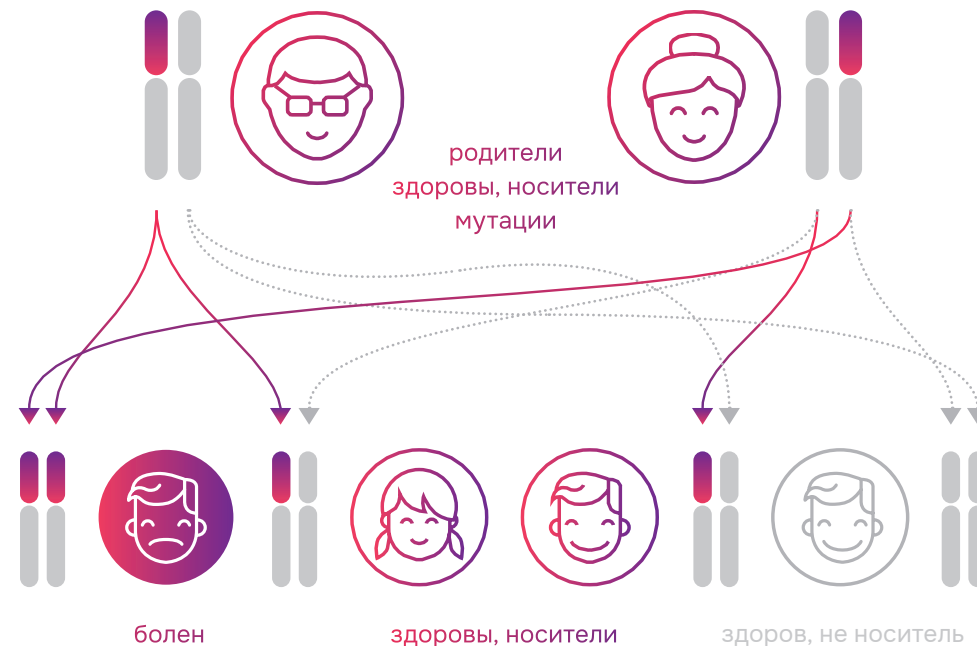 родители
здоровы, носители
мутации
болен
здоровы, носители
здоров, не носитель